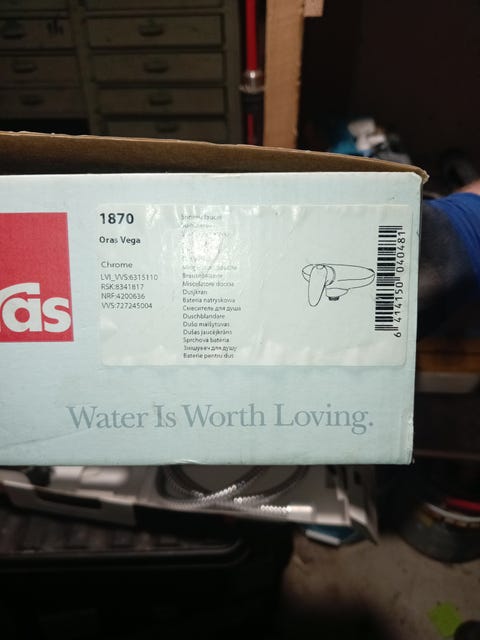 1870
Oras Vega
Chrome
LVI_VVS:6315110
RSK:8341817
NRF:4200636
VVS:727245004
Brausebatterie
Miscelatore doccia
Dusjkran
Bateria natryskowa
Смеситель для душа
Duschblandare
Dušo maišytuvas
Dušas jaucējkrāns
Sprchová baterie
Змішувач для душу
Baterie pentru dus
6 414150 040481
ras
Water Is Worth Loving.